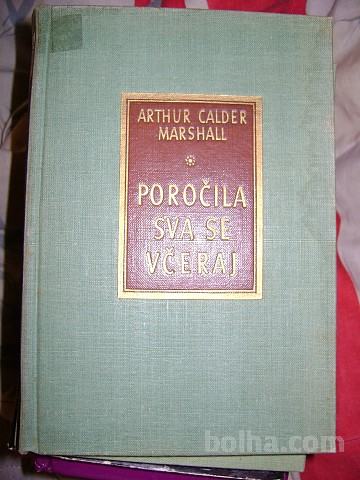 ARTHUR CALDER
MARSHALL
POROČILA
SVA SE
VČERAJ
bolha.com